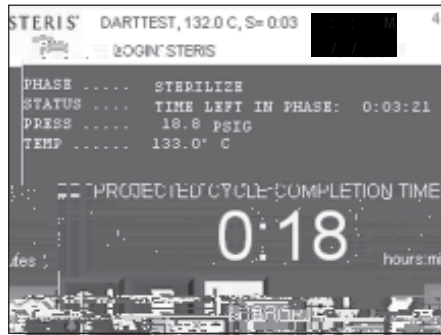 STERIS DARTTEST, 132.0 C, S= 0:03
LOGIN: STERIS
PHASE ..... STERILIZE
STATUS .... TIME LEFT IN PHASE: 0:03:21
PRESS ..... 18.8 PSIG
TEMP ...... 133.0° C
PROJECTED CYCLE COMPLETION TIME
0:18
hours:mi